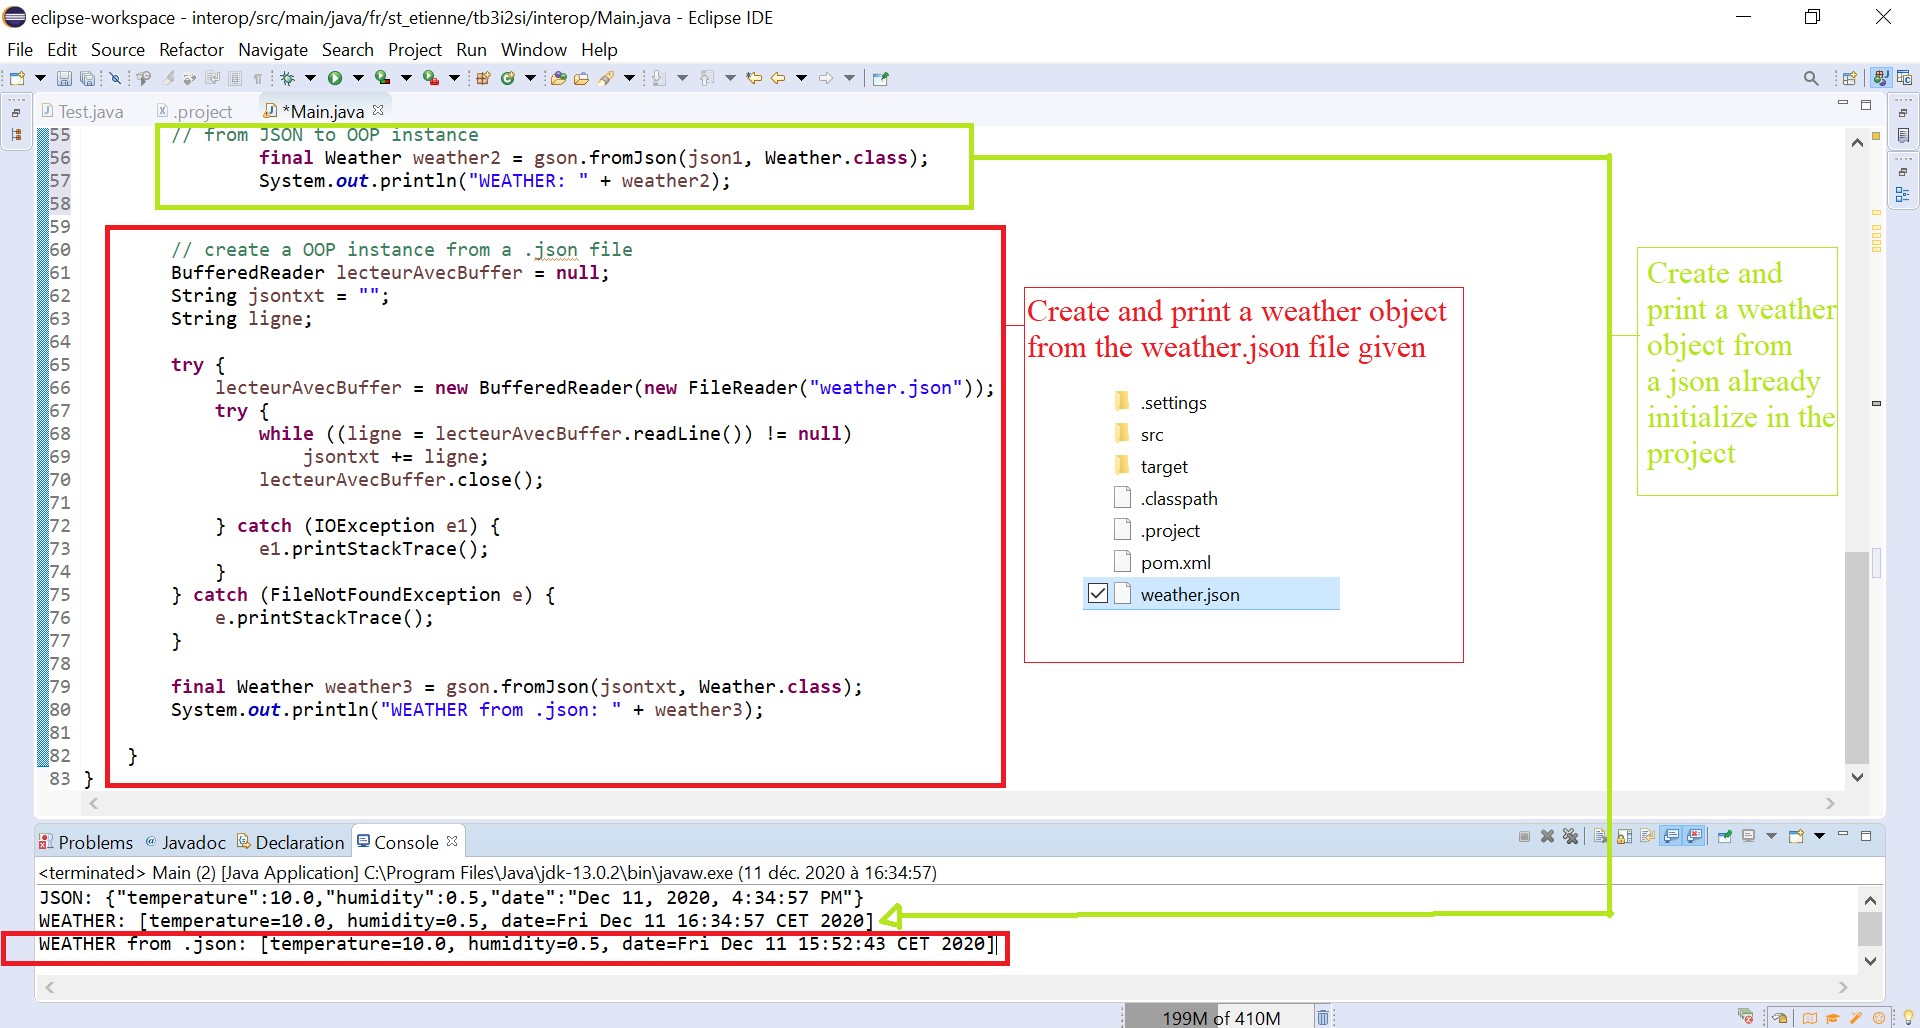 eclipse-workspace - interop/src/main/java/fr/st_etienne/tb3i2si/interop/Main.java - Eclipse IDE
File Edit Source Refactor Navigate Search Project Run Window Help
Test.java .project *Main.java
55 // from JSON to OOP instance
56 final Weather weather2 = gson.fromJson(json1, Weather.class);
57 System.out.println("WEATHER: " + weather2);
58
59
60 // create a OOP instance from a .json file
61 BufferedReader lecteurAvecBuffer = null;
62 String jsontxt = "";
63 String ligne;
64
65 try {
66 lecteurAvecBuffer = new BufferedReader(new FileReader("weather.json"));
67 try {
68 while ((ligne = lecteurAvecBuffer.readLine()) != null)
69 jsontxt += ligne;
70 lecteurAvecBuffer.close();
71
72 } catch (IOException e1) {
73 e1.printStackTrace();
74 }
75 } catch (FileNotFoundException e) {
76 e.printStackTrace();
77 }
78
79 final Weather weather3 = gson.fromJson(jsontxt, Weather.class);
80 System.out.println("WEATHER from .json: " + weather3);
81
82 }
83 }
Create and print a weather object
from the weather.json file given
.settings
src
target
.classpath
.project
pom.xml
weather.json
Create and
print a weather
object from
a json already
initialize in the
project
Problems @ Javadoc Declaration Console
<terminated> Main (2) [Java Application] C:\Program Files\Java\jdk-13.0.2\bin\javaw.exe (11 déc. 2020 à 16:34:57)
JSON: {"temperature":10.0,"humidity":0.5,"date":"Dec 11, 2020, 4:34:57 PM"}
WEATHER: [temperature=10.0, humidity=0.5, date=Fri Dec 11 16:34:57 CET 2020]
WEATHER from .json: [temperature=10.0, humidity=0.5, date=Fri Dec 11 15:52:43 CET 2020]
199M of 410M